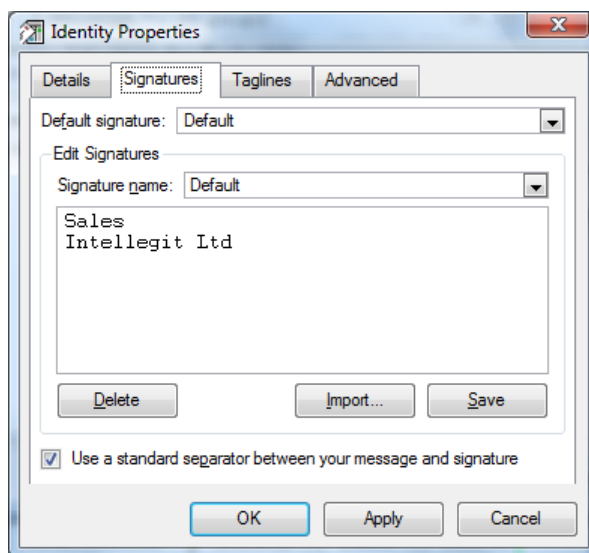 Identity Properties
Details Signatures Taglines Advanced
Default signature: Default
Edit Signatures
Signature name: Default
Sales
Intellegit Ltd
Delete Import... Save
Use a standard separator between your message and signature
OK Apply Cancel